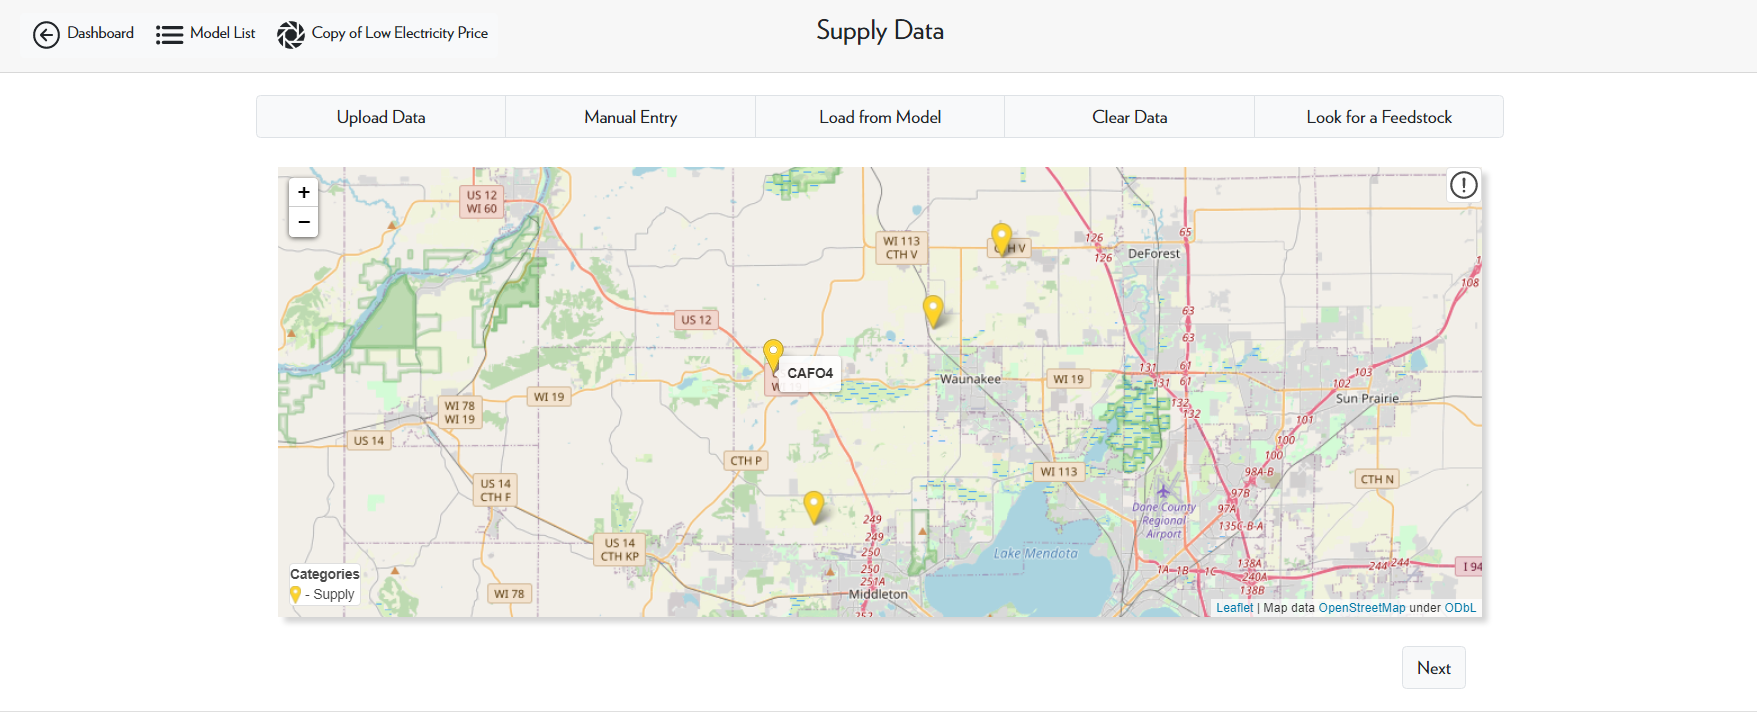 Dashboard
Model List
Copy of Low Electricity Price
Supply Data
Upload Data
Manual Entry
Load from Model
Clear Data
Look for a Feedstock
+
−
US 12
WI 60
WI 113
CTH V
CTH V
126
126
65
DeForest
108
63
63
US 12
CAFO4
Waunakee
WI 19
131
131
61
61
103
102
Sun Prairie
WI 19
WI 78
WI 19
132
132
101
US 14
100
100
CTH P
WI 113
98A-B
CTH N
US 14
CTH F
97B
97A
Dane County
Regional
Airport
135C-B-A
249
249
250
250
251A
252
US 14
CTH KP
Lake Mendota
138A
240A
138B
1A
1B
1C
244
244
I 94
Categories
- Supply
WI 78
Middleton
Leaflet | Map data OpenStreetMap under ODbL
Next